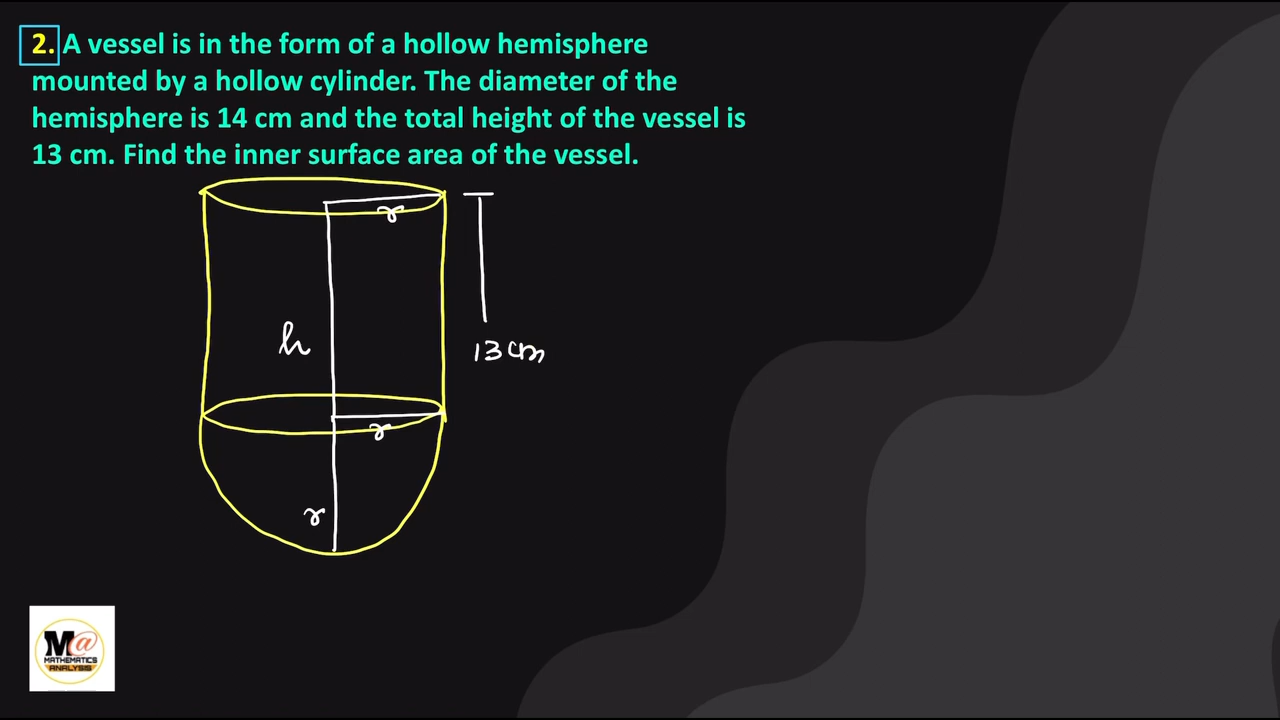 2. A vessel is in the form of a hollow hemisphere
mounted by a hollow cylinder. The diameter of the
hemisphere is 14 cm and the total height of the vessel is
13 cm. Find the inner surface area of the vessel.
r
h
13 cm
r
r
M@
MATHEMATICS
ANALYSIS